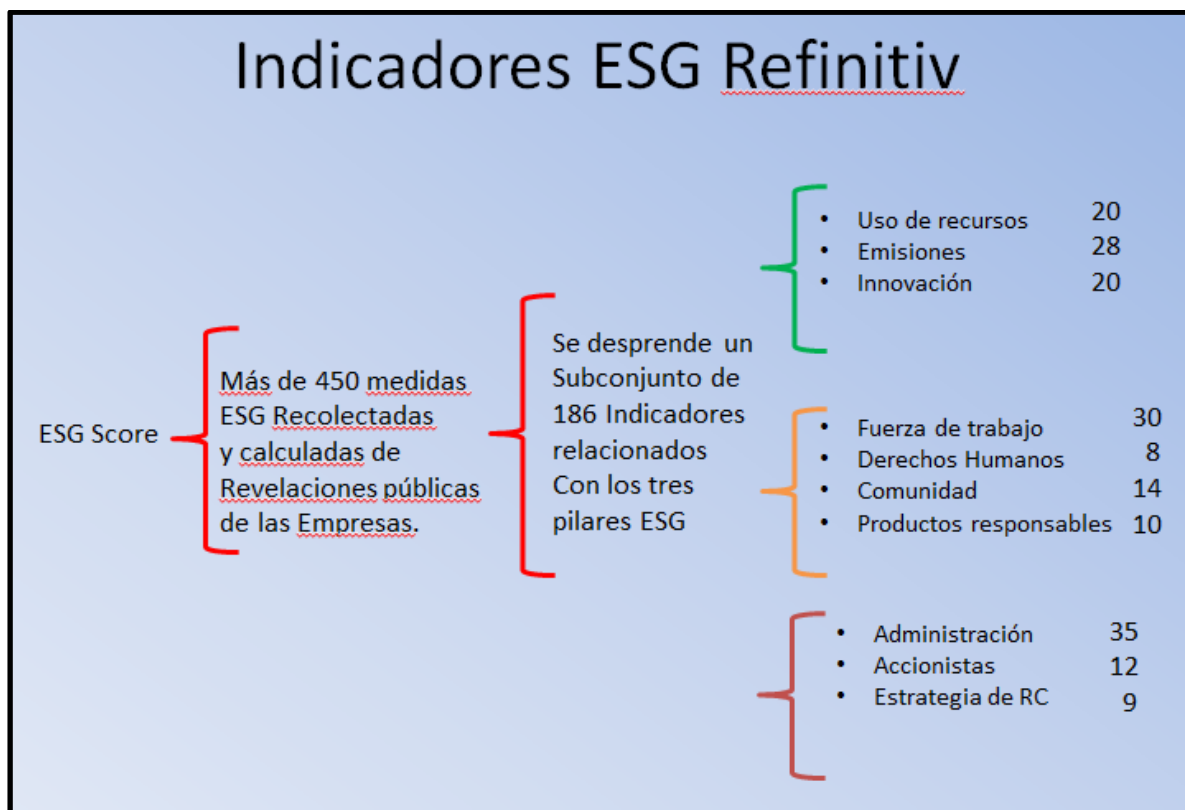 Indicadores ESG Refinitiv
ESG Score
Más de 450 medidas
ESG Recolectadas
y calculadas de
Revelaciones públicas
de las Empresas.
Se desprende un
Subconjunto de
186 Indicadores
relacionados
Con los tres
pilares ESG
• Uso de recursos 20
• Emisiones 28
• Innovación 20
• Fuerza de trabajo 30
• Derechos Humanos 8
• Comunidad 14
• Productos responsables 10
• Administración 35
• Accionistas 12
• Estrategia de RC 9